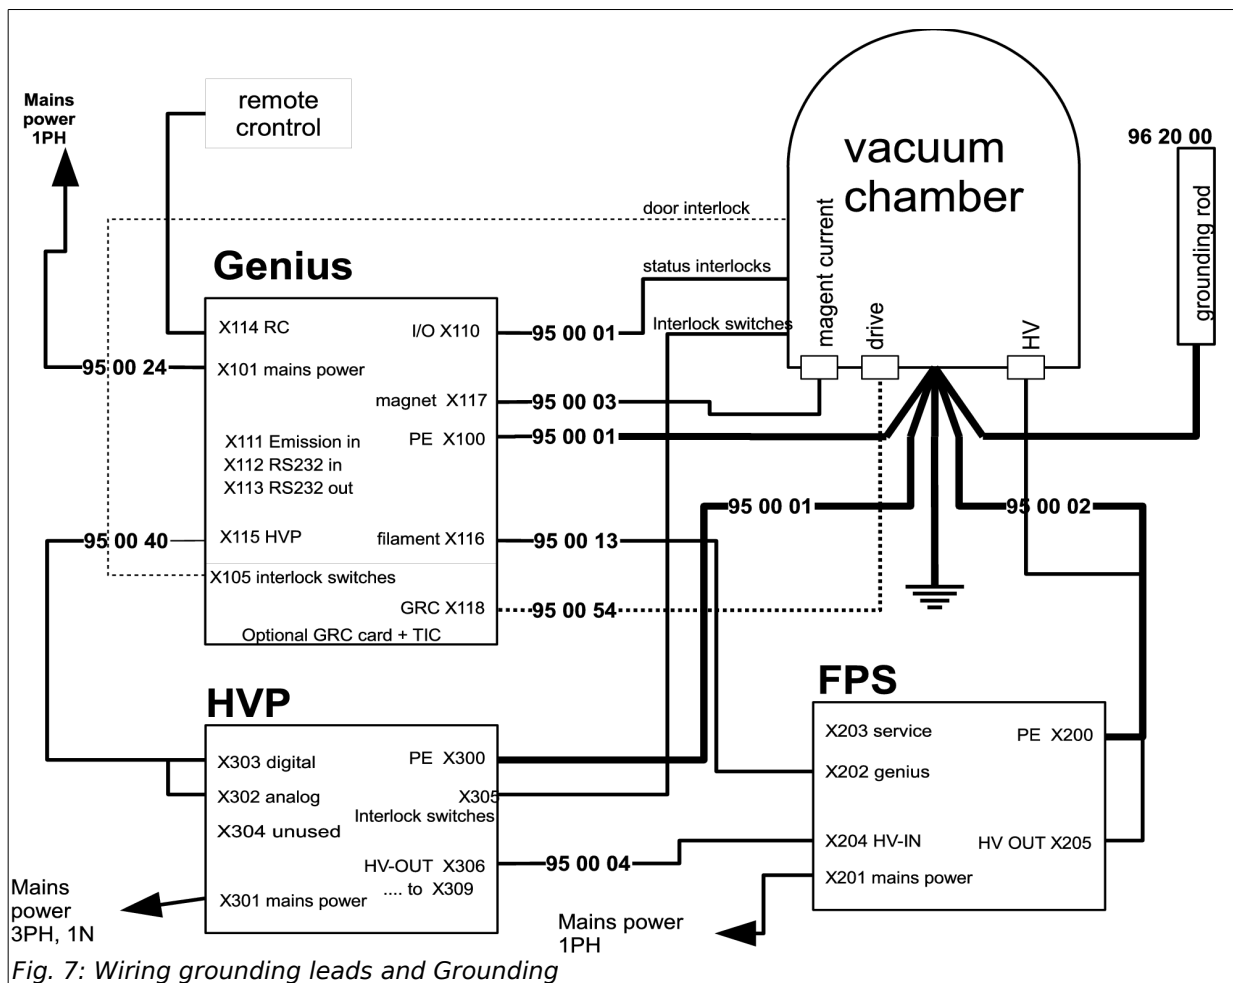 Mains
power
1PH
remote
crontrol
96 20 00
vacuum
chamber
grounding rod
door interlock
magent current
Genius
status interlocks
Interlock switches
drive
HV
X114 RC
I/O X110
95 00 01
95 00 24
X101 mains power
magnet X117
95 00 03
PE X100
95 00 01
X111 Emission in
X112 RS232 in
X113 RS232 out
95 00 01
95 00 02
95 00 40
X115 HVP
filament X116
95 00 13
X105 interlock switches
GRC X118
95 00 54
Optional GRC card + TIC
HVP
FPS
X303 digital
PE X300
X203 service
PE X200
X202 genius
X302 analog
X305
Interlock switches
X304 unused
X204 HV-IN
HV OUT X205
HV-OUT X306
.... to X309
95 00 04
X201 mains power
X301 mains power
Mains
power
3PH, 1N
Mains power
1PH
Fig. 7: Wiring grounding leads and Grounding